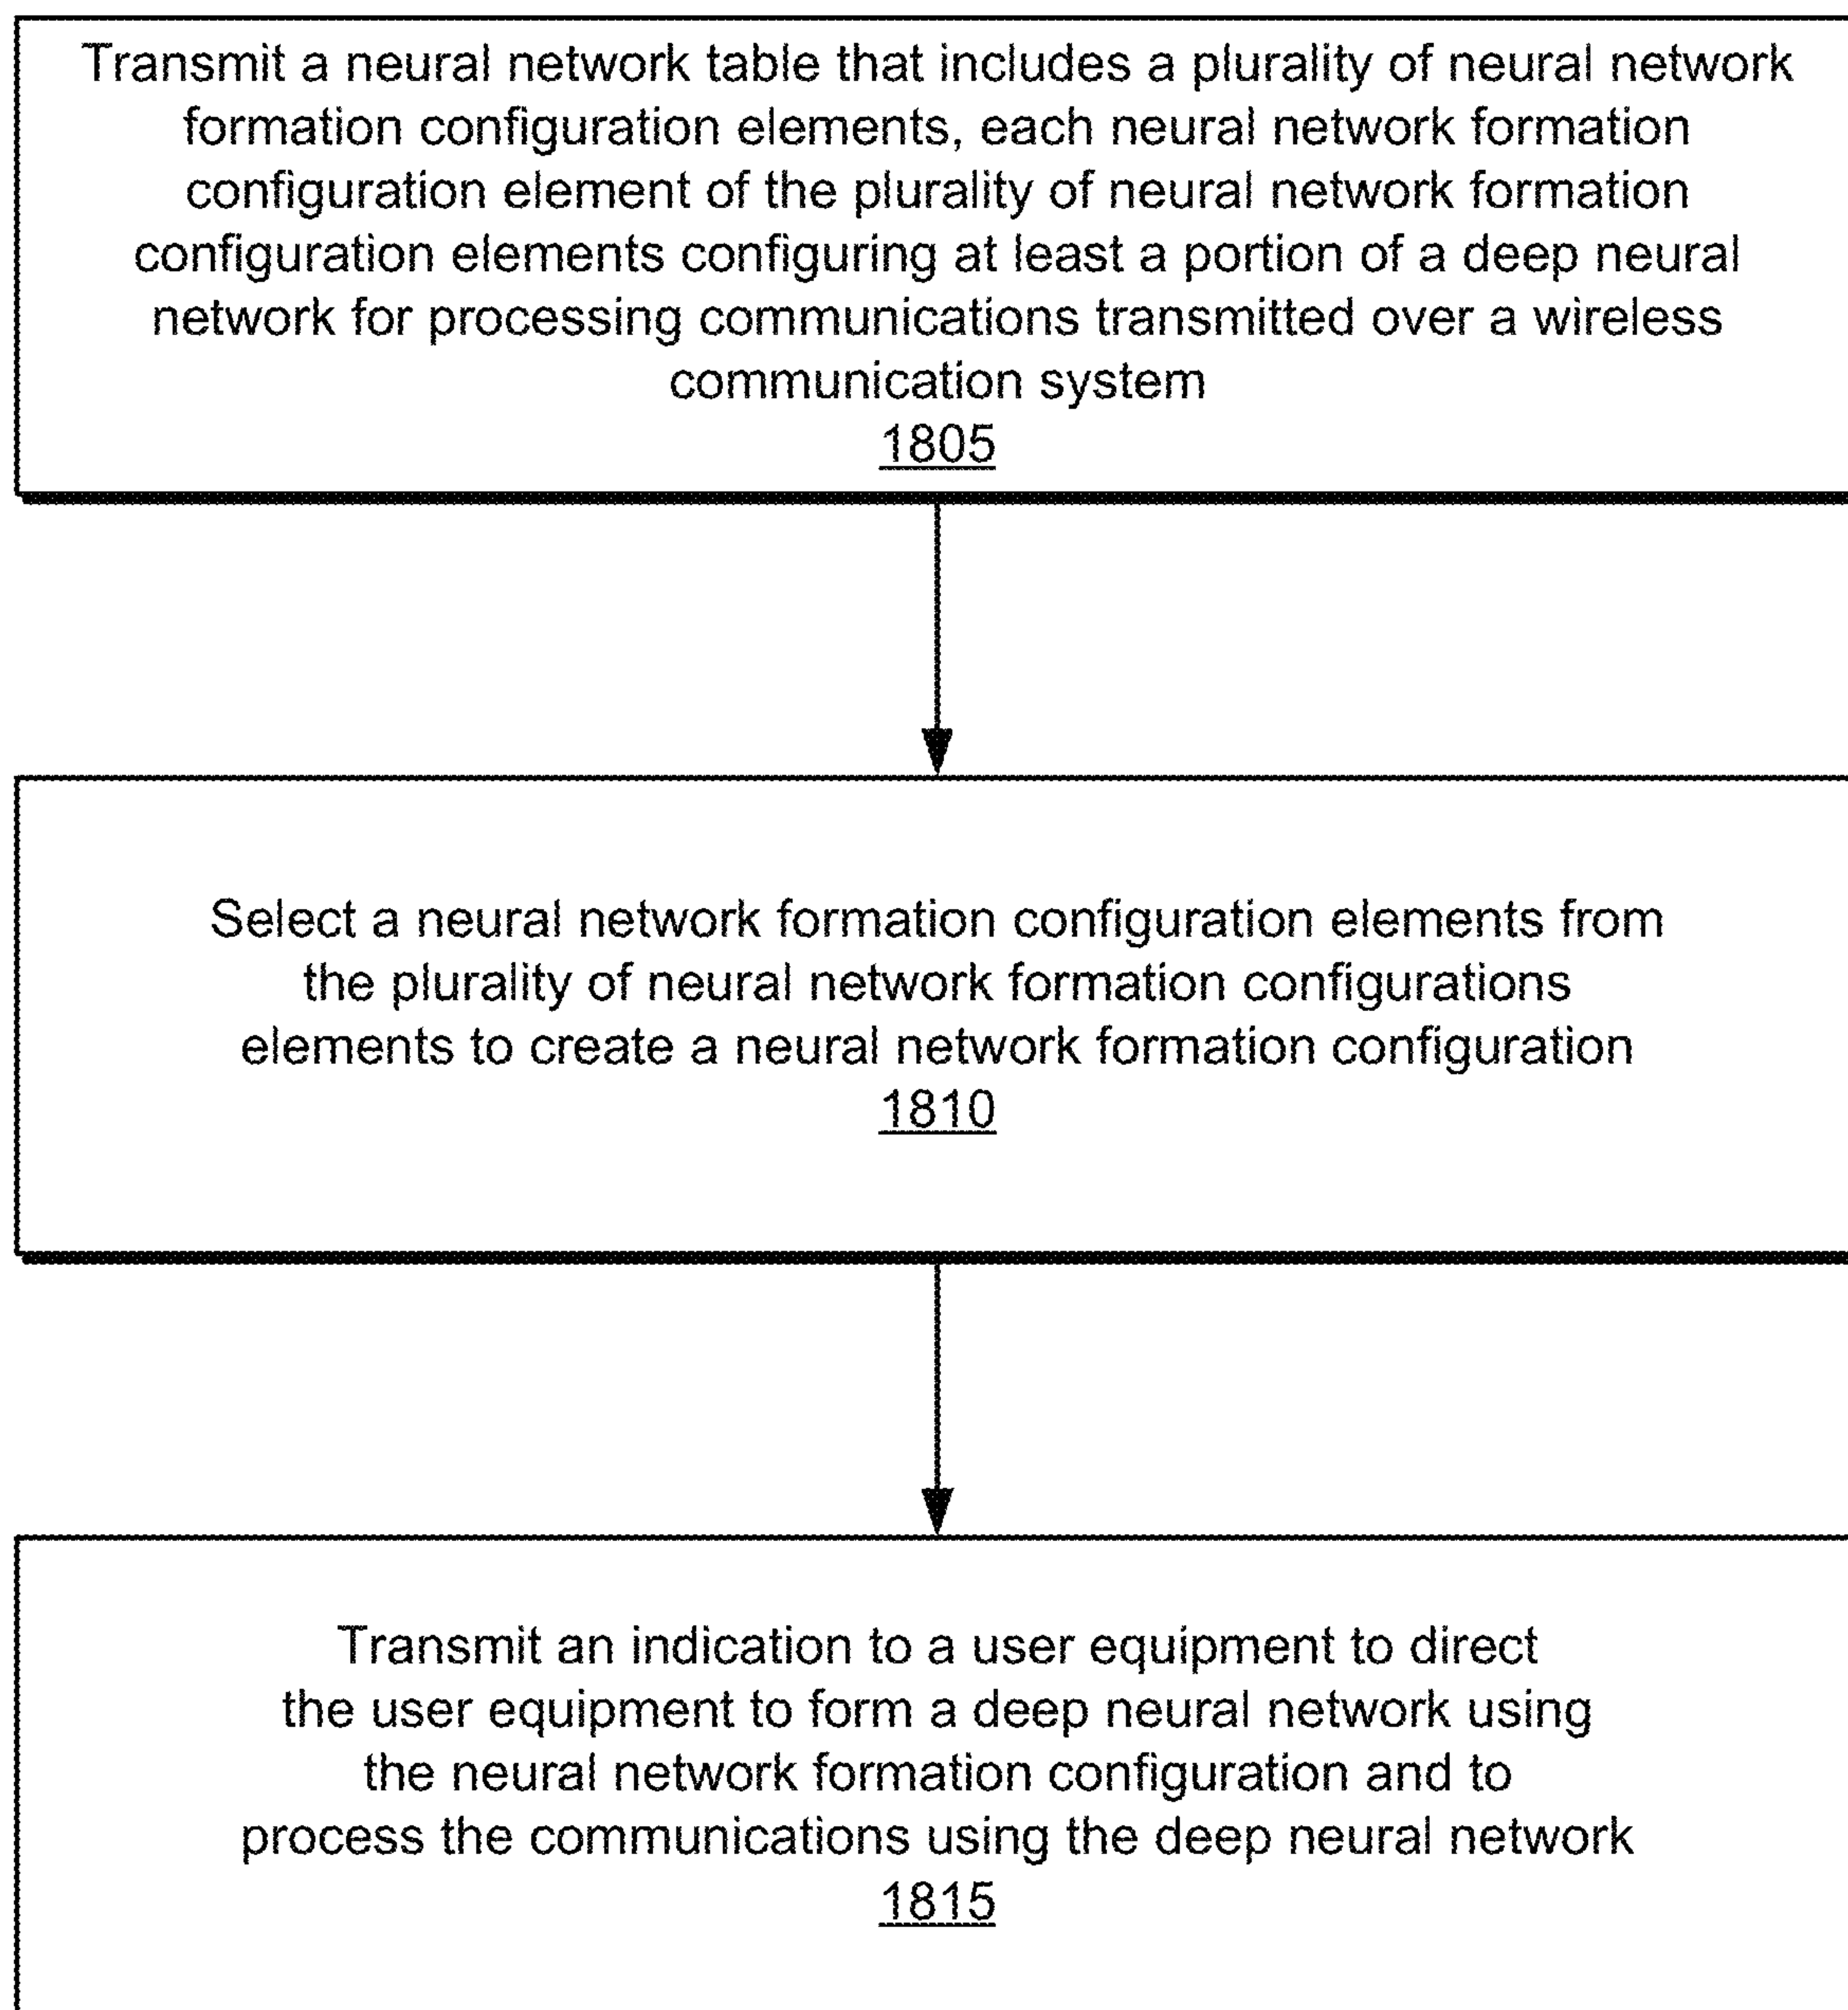 Transmit a neural network table that includes a plurality of neural network
formation configuration elements, each neural network formation
configuration element of the plurality of neural network formation
configuration elements configuring at least a portion of a deep neural
network for processing communications transmitted over a wireless
communication system
1805
Select a neural network formation configuration elements from
the plurality of neural network formation configurations
elements to create a neural network formation configuration
1810
Transmit an indication to a user equipment to direct
the user equipment to form a deep neural network using
the neural network formation configuration and to
process the communications using the deep neural network
1815